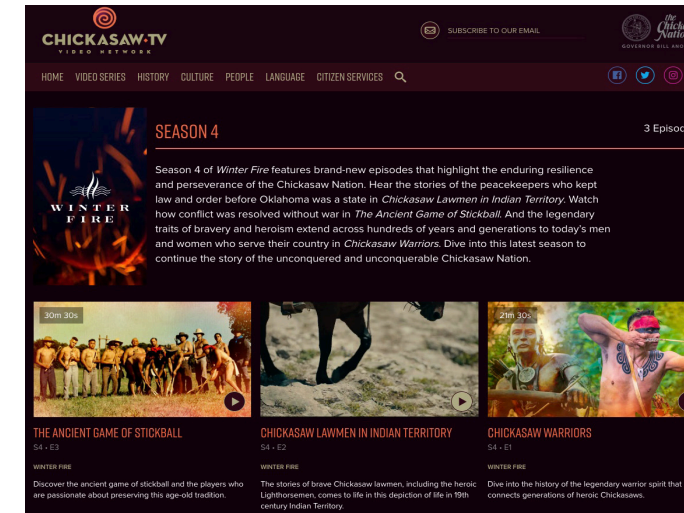 CHICKASAW·TV
VIDEO NETWORK
SUBSCRIBE TO OUR EMAIL
the
HOME VIDEO SERIES HISTORY CULTURE PEOPLE LANGUAGE CITIZEN SERVICES
WINTER
FIRE
SEASON 4
3 Episod
Season 4 of Winter Fire features brand-new episodes that highlight the enduring resilience
and perseverance of the Chickasaw Nation. Hear the stories of the peacekeepers who kept
law and order before Oklahoma was a state in Chickasaw Lawmen in Indian Territory. Watch
how conflict was resolved without war in The Ancient Game of Stickball. And the legendary
traits of bravery and heroism extend across hundreds of years and generations to today's men
and women who serve their country in Chickasaw Warriors. Dive into this latest season to
continue the story of the unconquered and unconquerable Chickasaw Nation.
30m 30s
21m 30s
THE ANCIENT GAME OF STICKBALL
S4 • E3
WINTER FIRE
Discover the ancient game of stickball and the players who
are passionate about preserving this age-old tradition.
CHICKASAW LAWMEN IN INDIAN TERRITORY
S4 • E2
WINTER FIRE
The stories of brave Chickasaw lawmen, including the heroic
Lighthorsemen, comes to life in this depiction of life in 19th
century Indian Territory.
CHICKASAW WARRIORS
S4 • E1
WINTER FIRE
Dive into the history of the legendary warrior spirit that
connects generations of heroic Chickasaws.